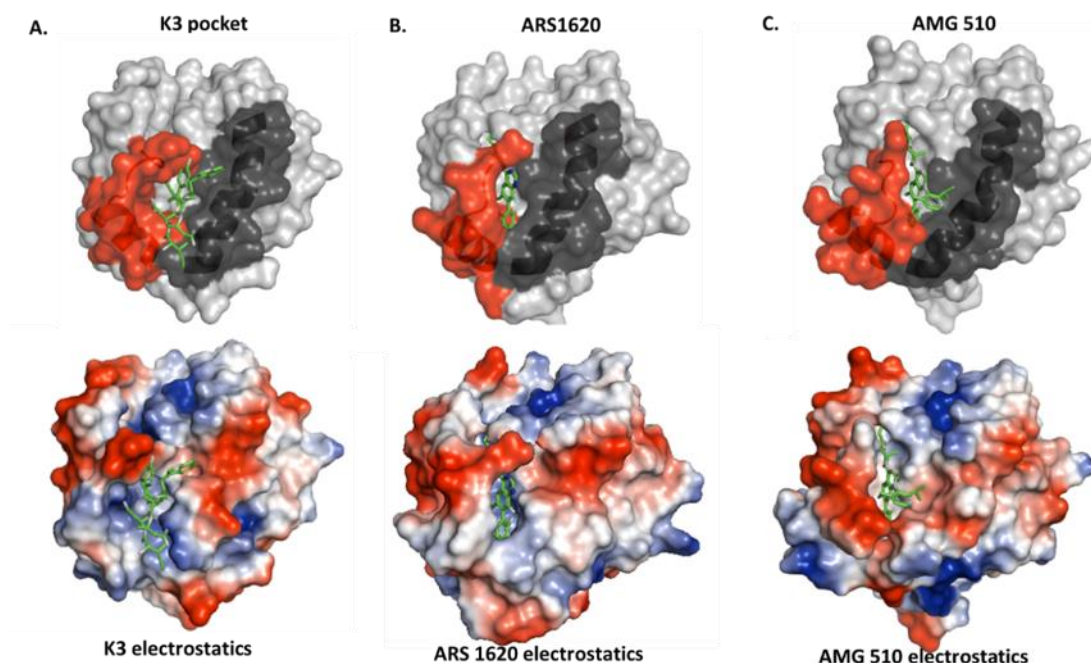 A.
K3 pocket
B.
ARS1620
C.
AMG 510
K3 electrostatics
ARS 1620 electrostatics
AMG 510 electrostatics